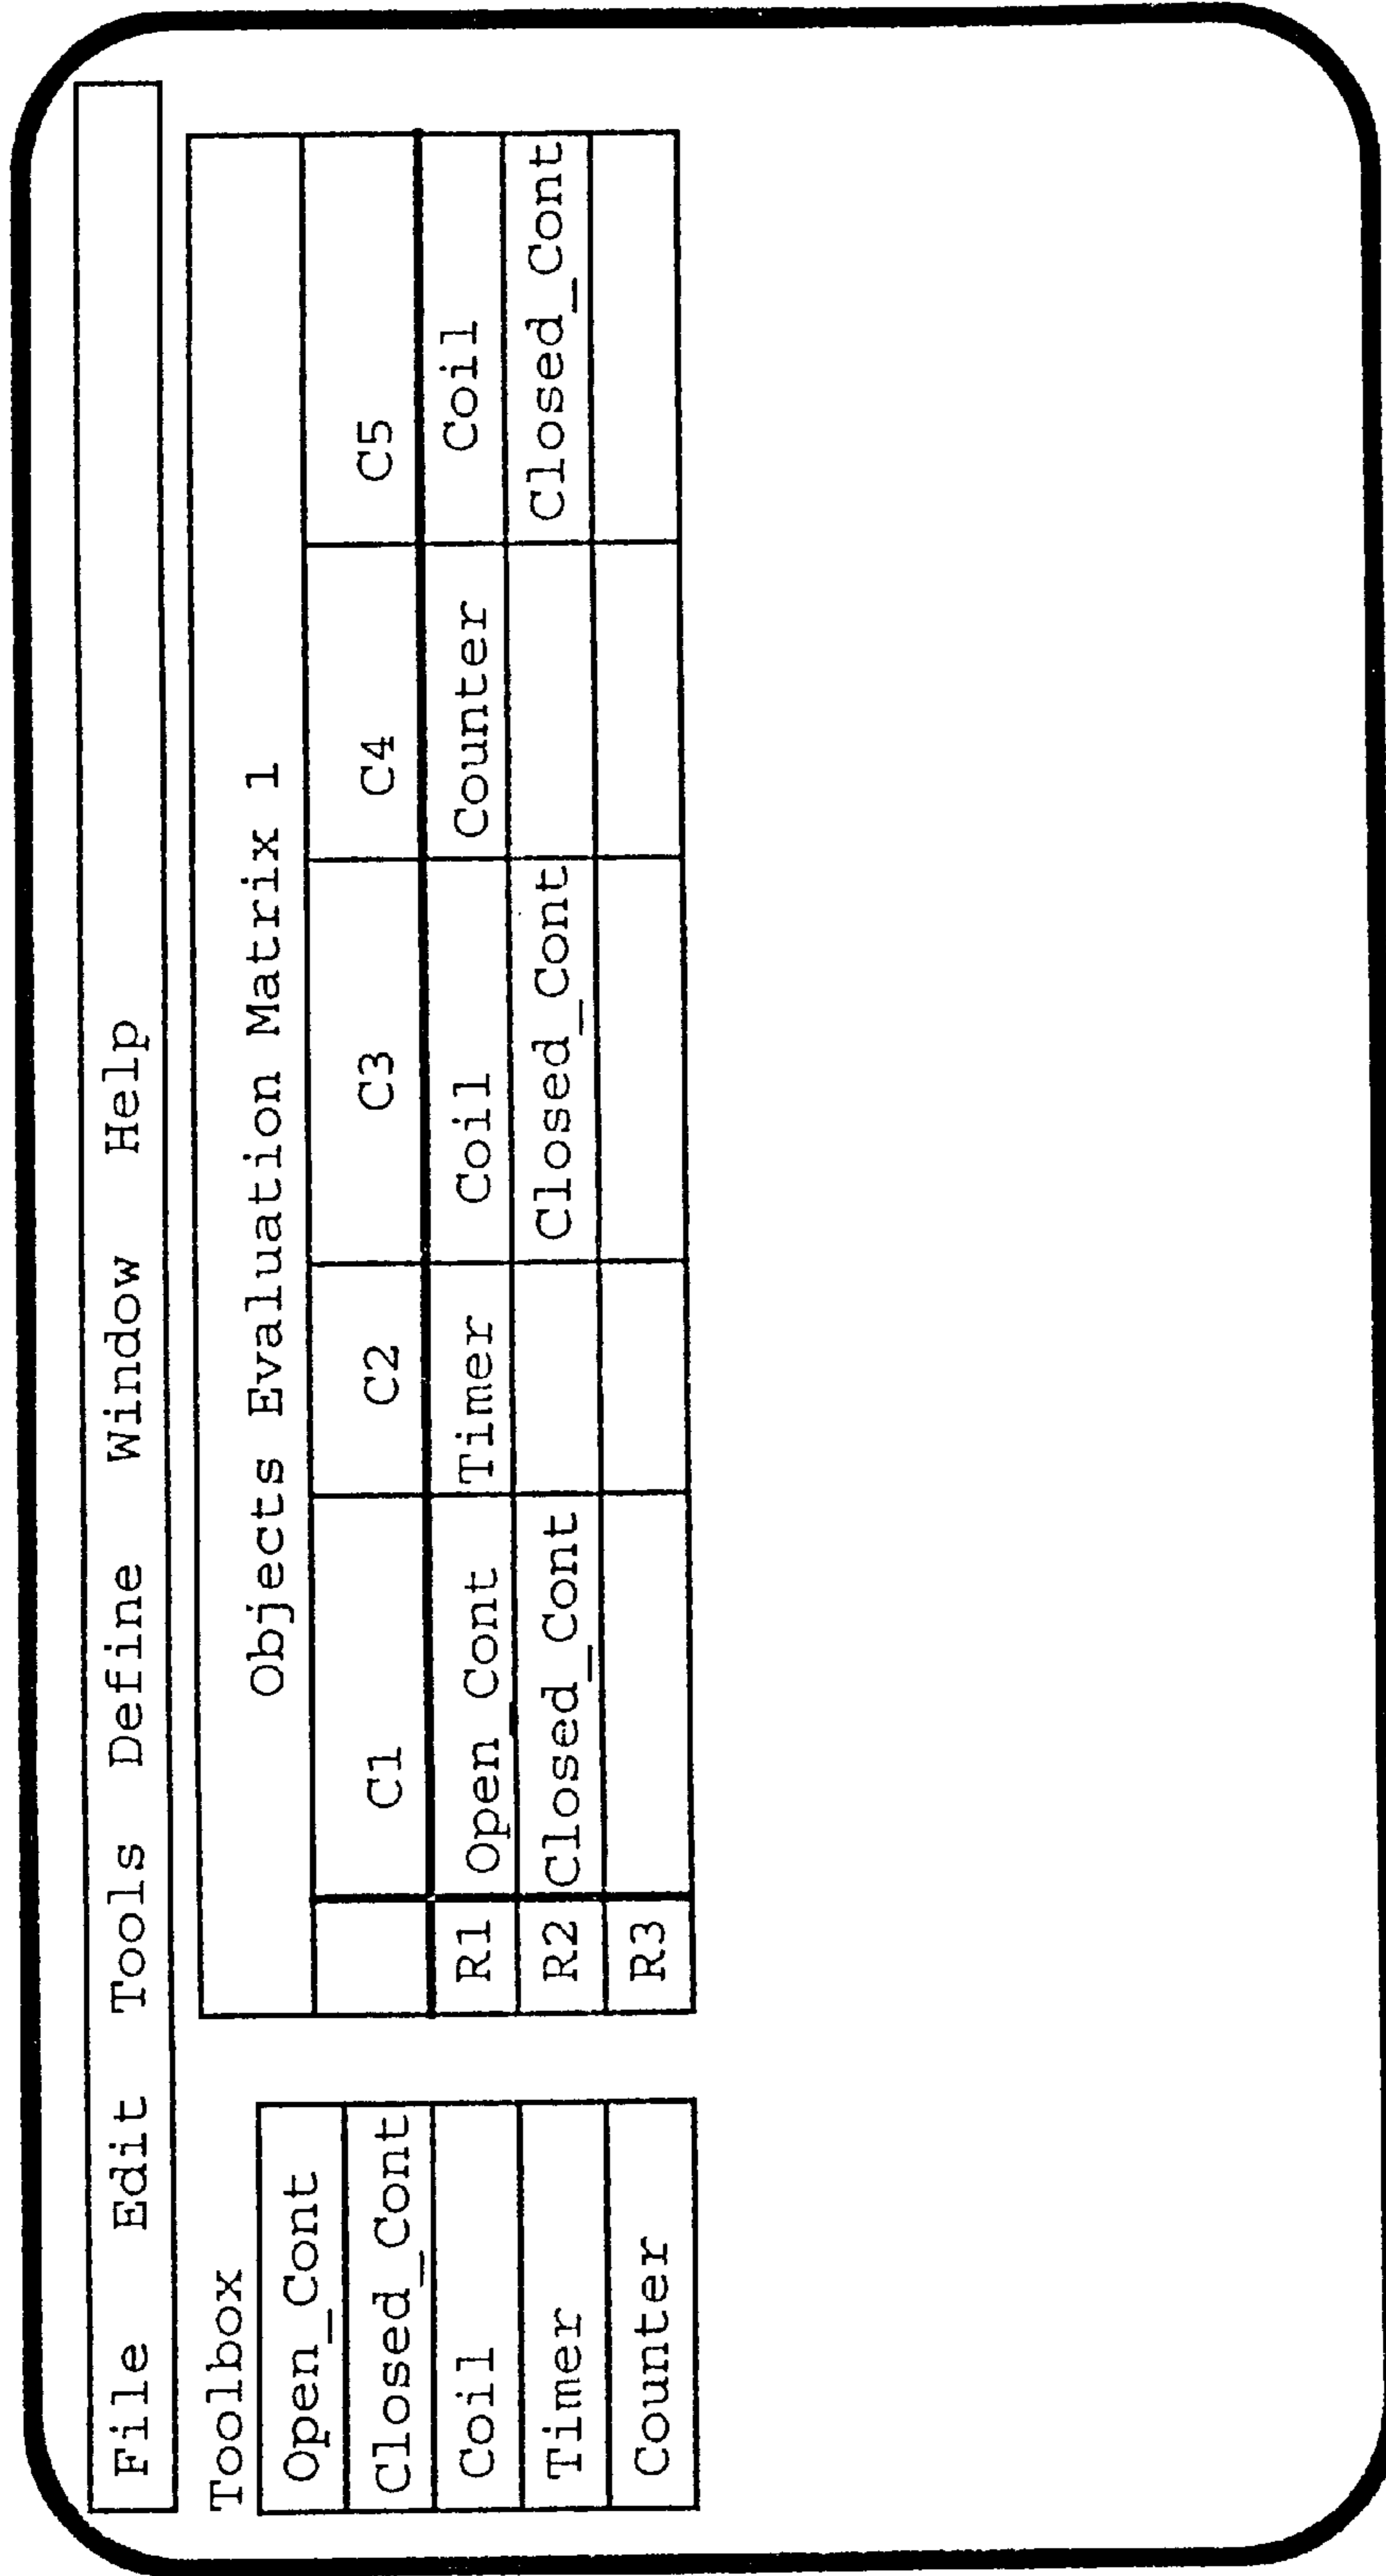 File Edit Tools Define Window Help
Toolbox
Open_Cont
Closed_Cont
Coil
Timer
Counter
Objects Evaluation Matrix 1
C1 C2 C3 C4 C5
R1 Open_Cont Timer Coil Counter Coil
R2 Closed_Cont Closed_Cont Closed_Cont
R3